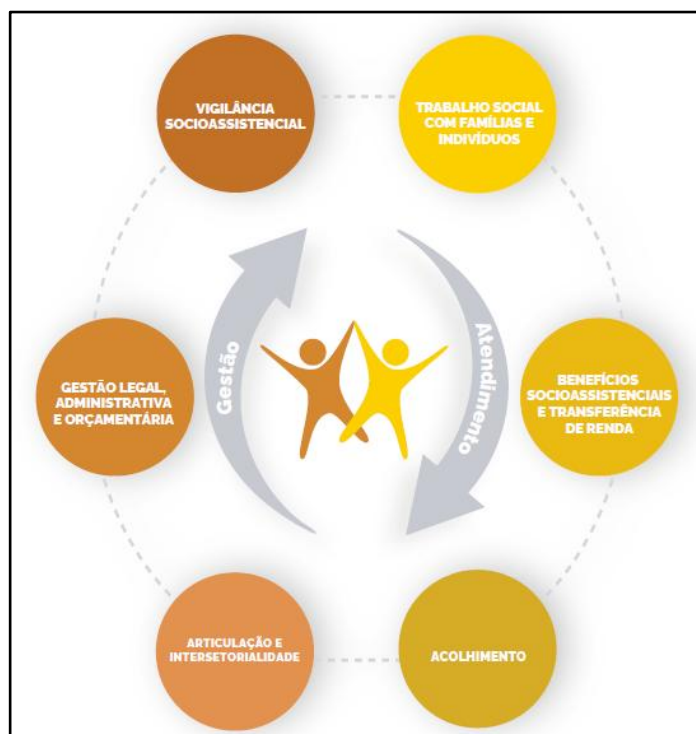 VIGILÂNCIA
SOCIOASSISTENCIAL
TRABALHO SOCIAL
COM FAMÍLIAS E
INDIVÍDUOS
Gestão
Atendimento
GESTÃO LEGAL,
ADMINISTRATIVA
E ORÇAMENTÁRIA
BENEFÍCIOS
SOCIOASSISTENCIAIS
E TRANSFERÊNCIA
DE RENDA
ARTICULAÇÃO E
INTERSETORIALIDADE
ACOLHIMENTO